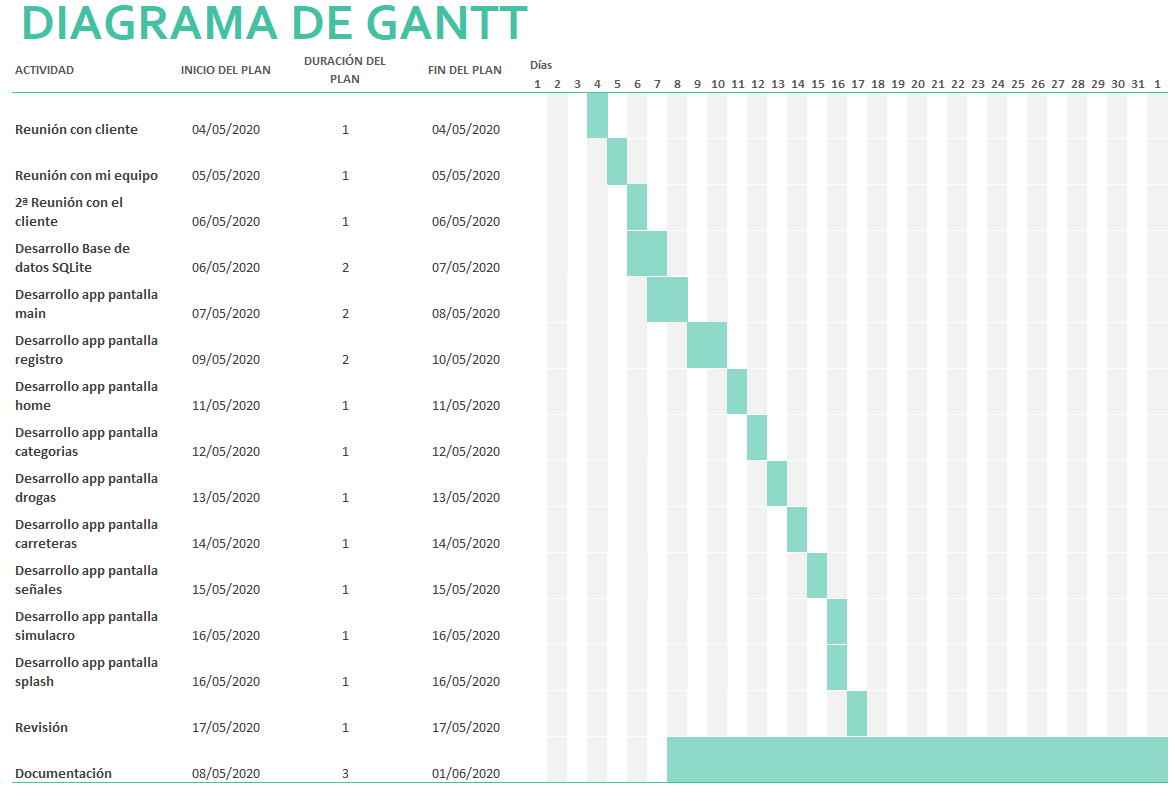 DIAGRAMA DE GANTT
ACTIVIDAD INICIO DEL PLAN DURACIÓN DEL PLAN FIN DEL PLAN Días
1 2 3 4 5 6 7 8 9 10 11 12 13 14 15 16 17 18 19 20 21 22 23 24 25 26 27 28 29 30 31 1
Reunión con cliente 04/05/2020 1 04/05/2020
Reunión con mi equipo 05/05/2020 1 05/05/2020
2ª Reunión con el
cliente 06/05/2020 1 06/05/2020
Desarrollo Base de
datos SQLite 06/05/2020 2 07/05/2020
Desarrollo app pantalla
main 07/05/2020 2 08/05/2020
Desarrollo app pantalla
registro 09/05/2020 2 10/05/2020
Desarrollo app pantalla
home 11/05/2020 1 11/05/2020
Desarrollo app pantalla
categorias 12/05/2020 1 12/05/2020
Desarrollo app pantalla
drogas 13/05/2020 1 13/05/2020
Desarrollo app pantalla
carreteras 14/05/2020 1 14/05/2020
Desarrollo app pantalla
señales 15/05/2020 1 15/05/2020
Desarrollo app pantalla
simulacro 16/05/2020 1 16/05/2020
Desarrollo app pantalla
splash 16/05/2020 1 16/05/2020
Revisión 17/05/2020 1 17/05/2020
Documentación 08/05/2020 3 01/06/2020